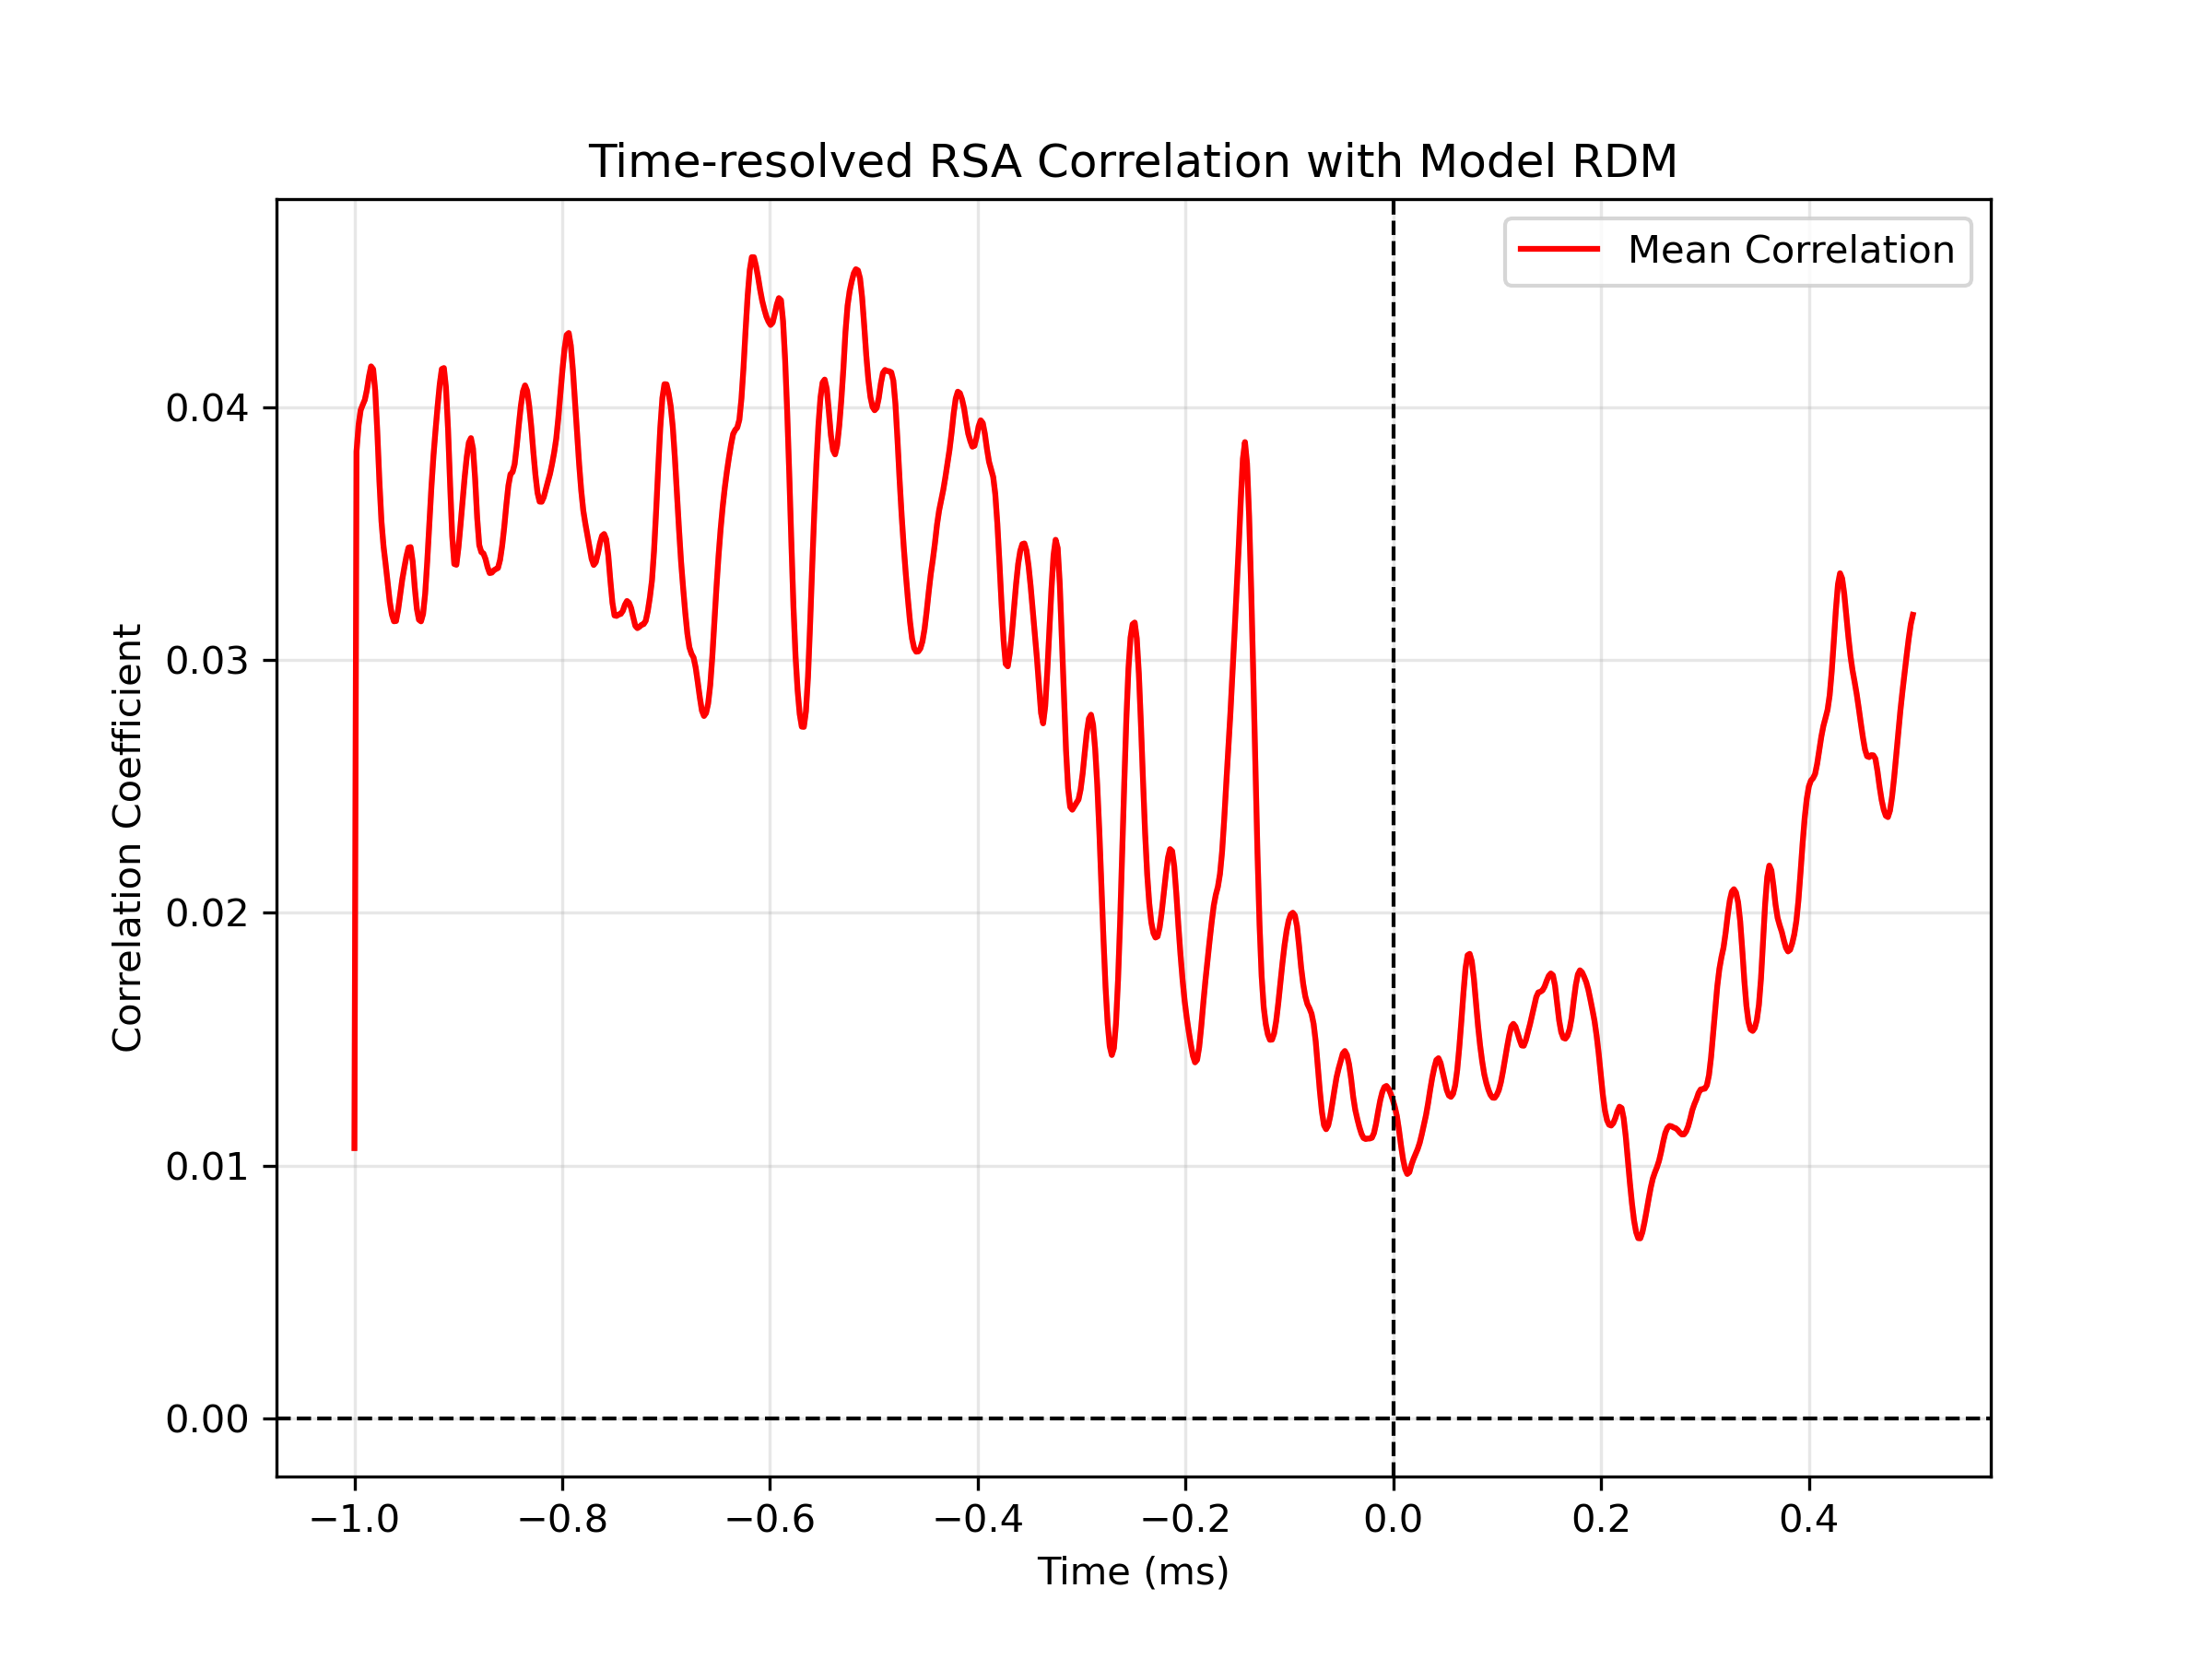 Time-resolved RSA Correlation with Model RDM
Mean Correlation
Correlation Coefficient
0.04
0.03
0.02
0.01
0.00
−1.0 −0.8 −0.6 −0.4 −0.2 0.0 0.2 0.4
Time (ms)